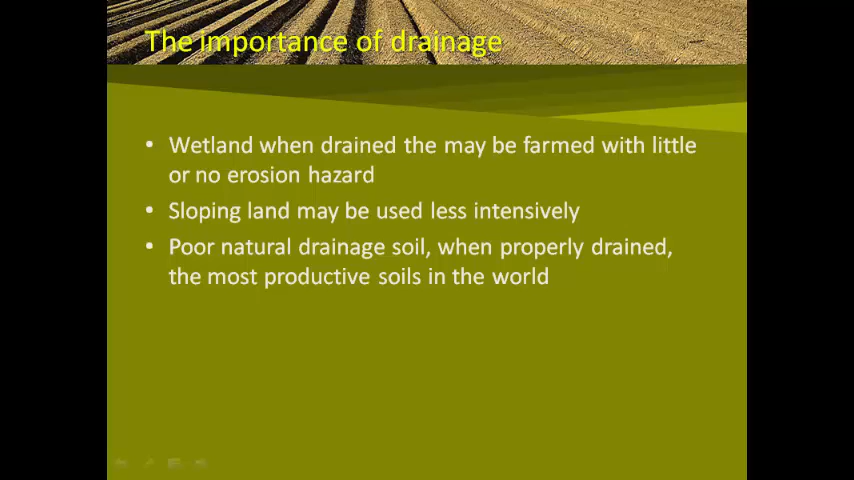 The importance of drainage
• Wetland when drained the may be farmed with little
or no erosion hazard
• Sloping land may be used less intensively
• Poor natural drainage soil, when properly drained,
the most productive soils in the world